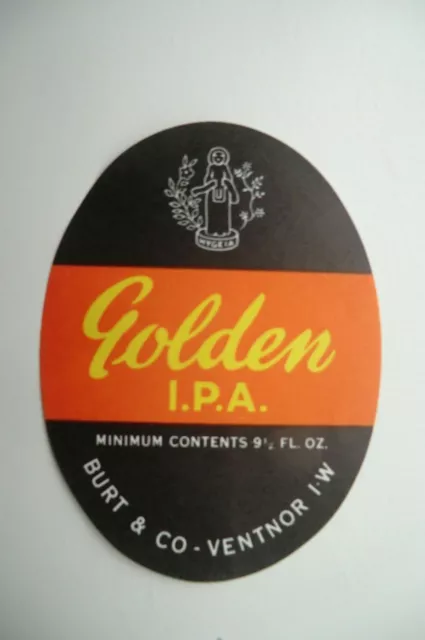 HYGEIA
Golden
I.P.A.
MINIMUM CONTENTS 9½ FL. OZ.
BURT & CO - VENTNOR I·W